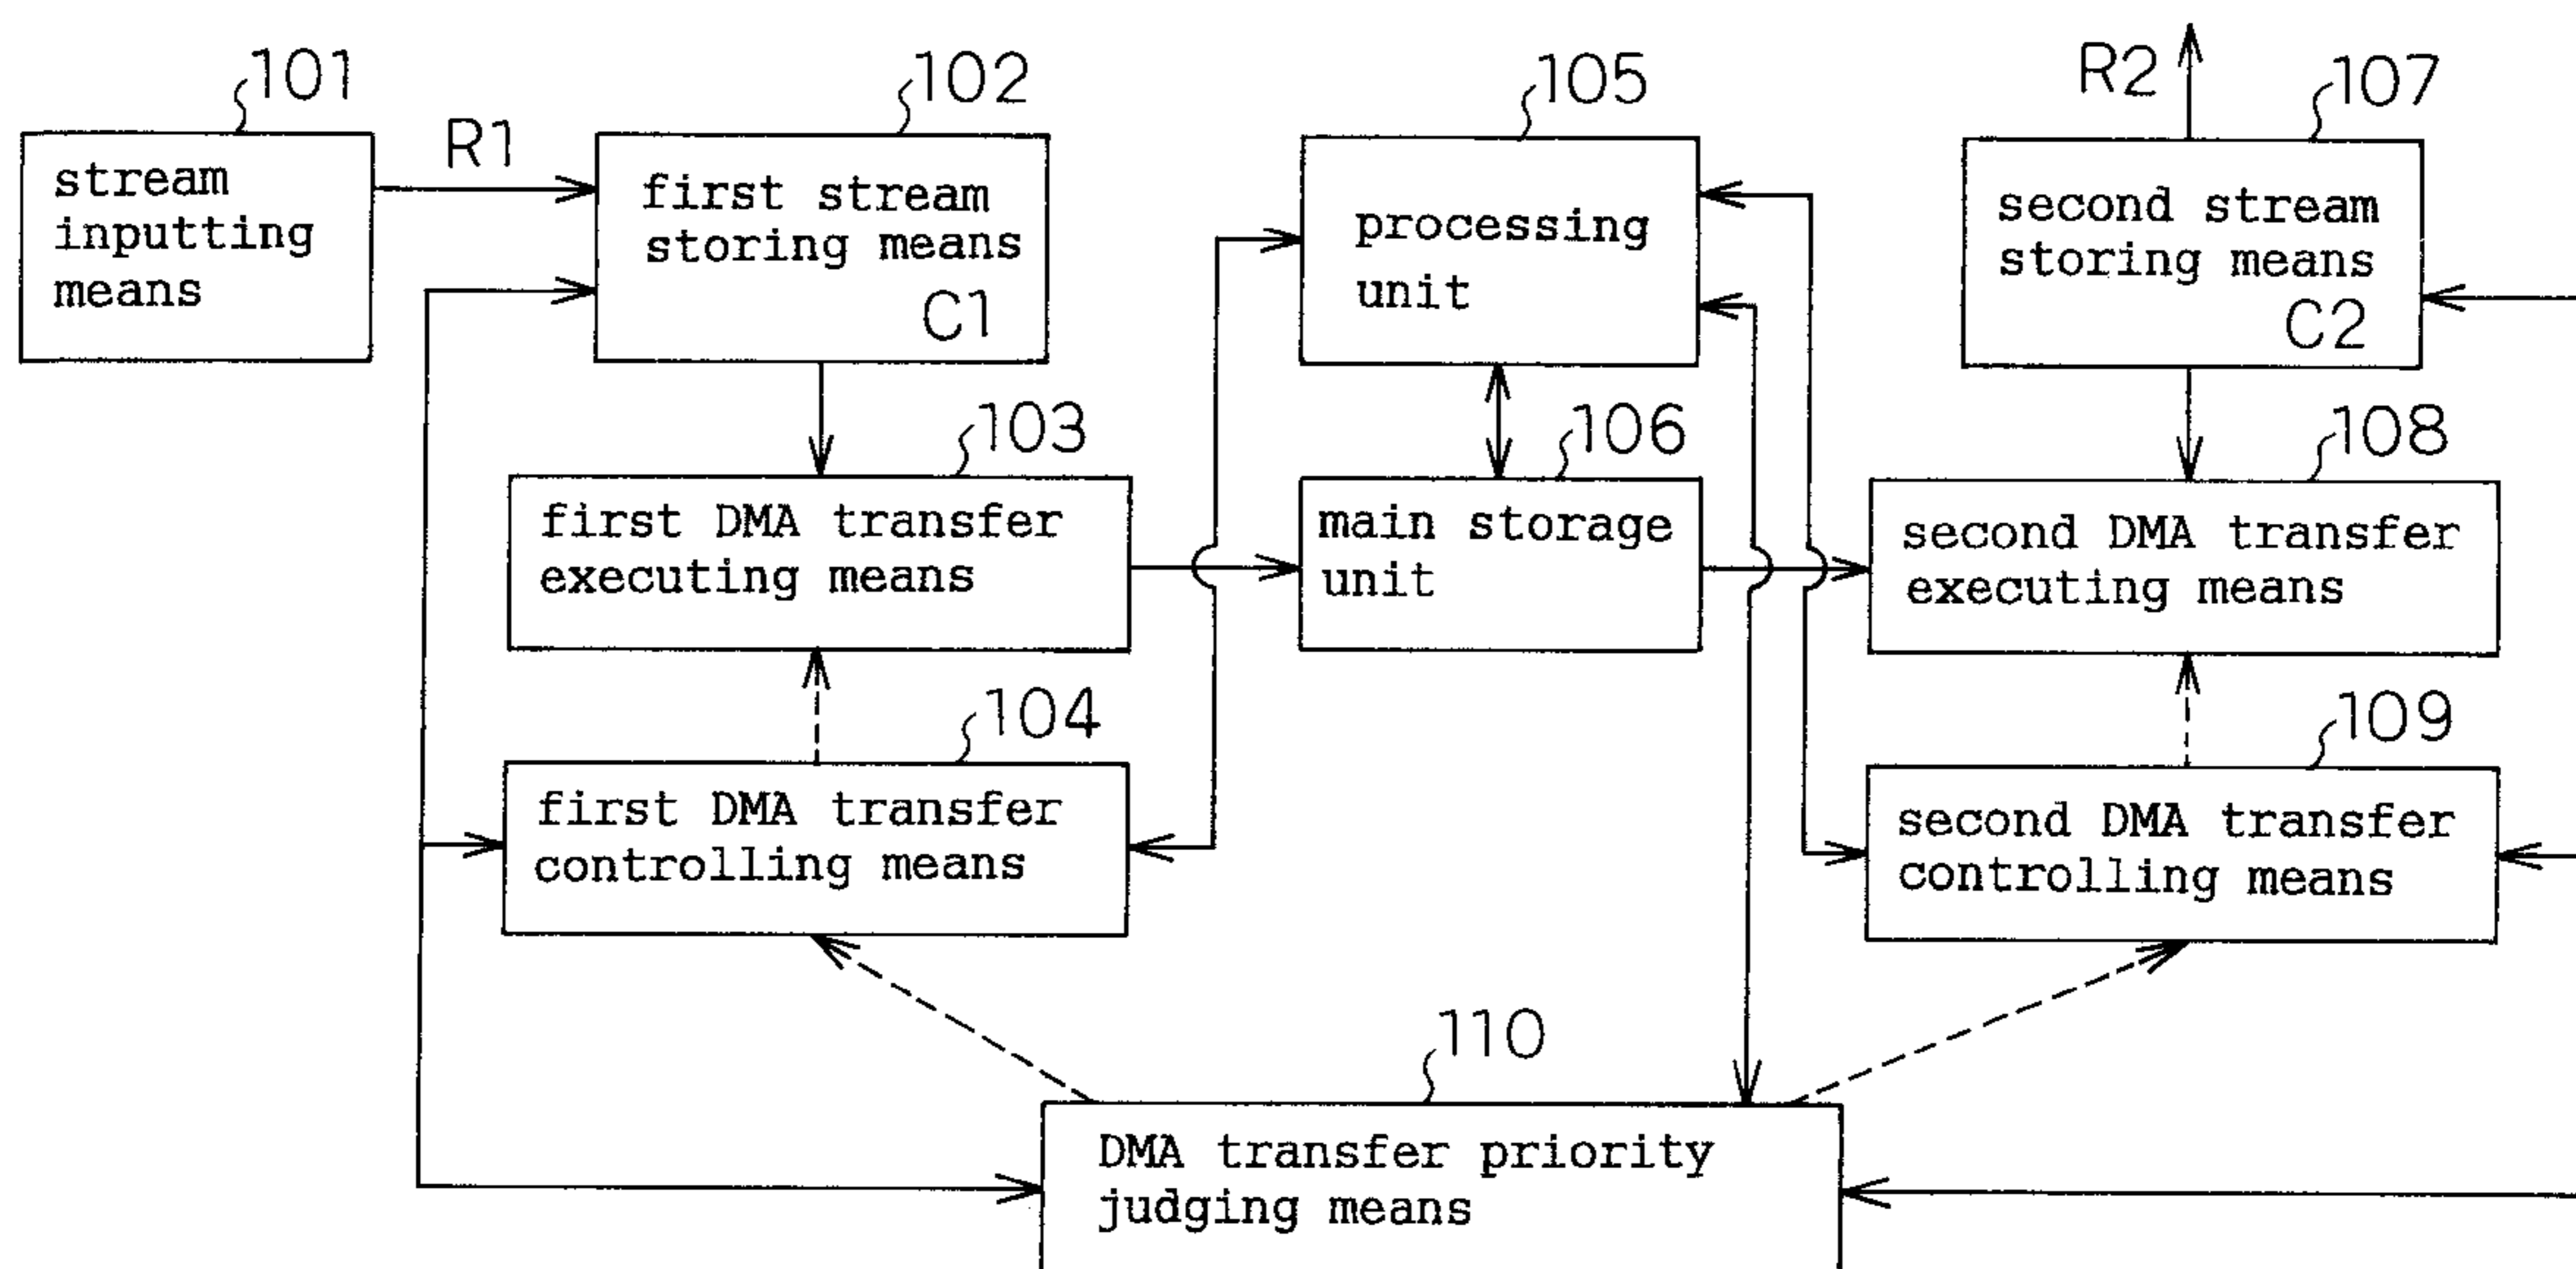 101
stream
inputting
means
R1
102
first stream
storing means
C1
103
first DMA transfer
executing means
104
first DMA transfer
controlling means
105
processing
unit
106
main storage
unit
R2
107
second stream
storing means
C2
108
second DMA transfer
executing means
109
second DMA transfer
controlling means
110
DMA transfer priority
judging means